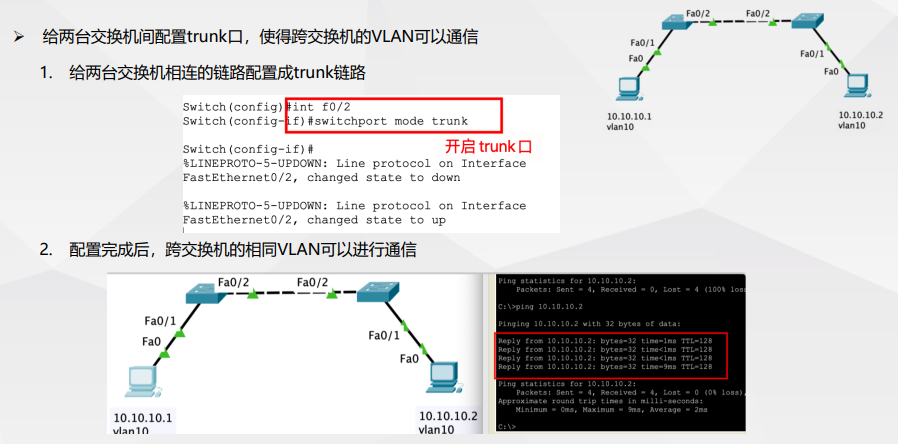 ➢ 给两台交换机间配置trunk口，使得跨交换机的VLAN可以通信
1. 给两台交换机相连的链路配置成trunk链路
Switch(config)#int f0/2
Switch(config-if)#switchport mode trunk
Switch(config-if)#
开启 trunk 口
%LINEPROTO-5-UPDOWN: Line protocol on Interface
FastEthernet0/2, changed state to down
%LINEPROTO-5-UPDOWN: Line protocol on Interface
FastEthernet0/2, changed state to up
Fa0/2
Fa0/2
Fa0/1
Fa0
Fa0/1
Fa0
10.10.10.1
vlan10
10.10.10.2
vlan10
2. 配置完成后，跨交换机的相同VLAN可以进行通信
Fa0/2
Fa0/2
Fa0/1
Fa0
Fa0/1
Fa0
10.10.10.1
vlan10
10.10.10.2
vlan10
Ping statistics for 10.10.10.2:
Packets: Sent = 4, Received = 0, Lost = 4 (100% loss
C:\>ping 10.10.10.2
Pinging 10.10.10.2 with 32 bytes of data:
Reply from 10.10.10.2: bytes=32 time=1ms TTL=128
Reply from 10.10.10.2: bytes=32 time<1ms TTL=128
Reply from 10.10.10.2: bytes=32 time<1ms TTL=128
Reply from 10.10.10.2: bytes=32 time=9ms TTL=128
Ping statistics for 10.10.10.2:
Packets: Sent = 4, Received = 4, Lost = 0 (0% loss),
Approximate round trip times in milli-seconds:
Minimum = 0ms, Maximum = 9ms, Average = 2ms
C:\>